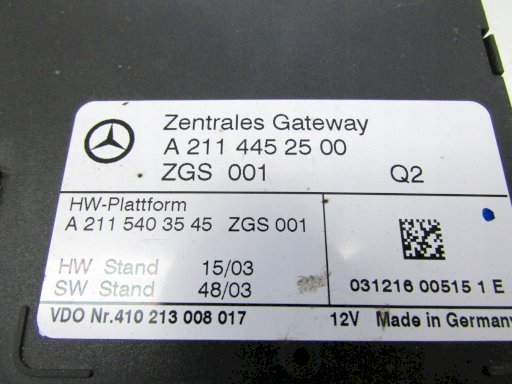 Zentrales Gateway
A 211 445 25 00
ZGS 001 Q2
HW-Plattform
A 211 540 35 45 ZGS 001
HW Stand 15/03
SW Stand 48/03
031216 00515 1 E
VDO Nr.410 213 008 017 12V Made in Germany